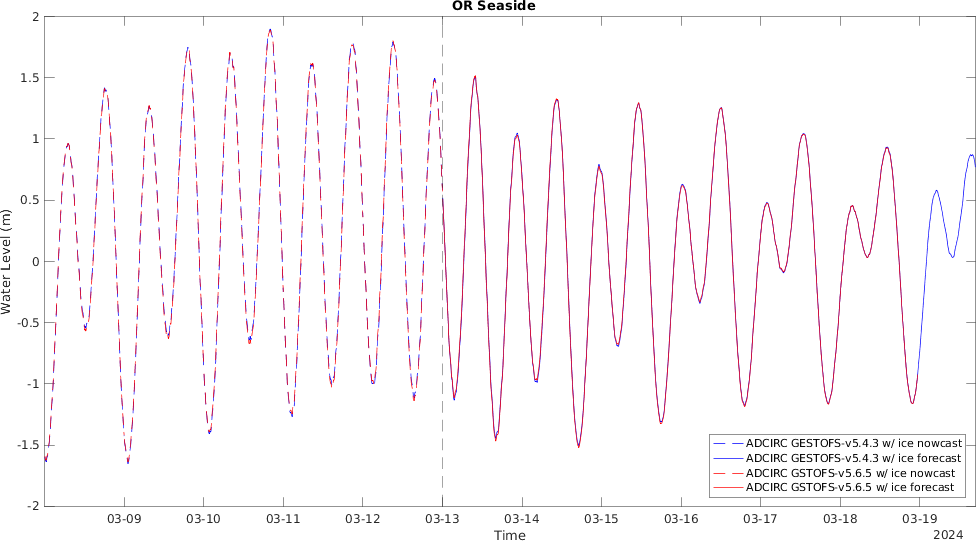 OR Seaside
2
1.5
1
0.5
0
-0.5
-1
-1.5
-2
Water Level (m)
03-09 03-10 03-11 03-12 03-13 03-14 03-15 03-16 03-17 03-18 03-19
Time
2024
ADCIRC GESTOFS-v5.4.3 w/ ice nowcast
ADCIRC GESTOFS-v5.4.3 w/ ice forecast
ADCIRC GSTOFS-v5.6.5 w/ ice nowcast
ADCIRC GSTOFS-v5.6.5 w/ ice forecast